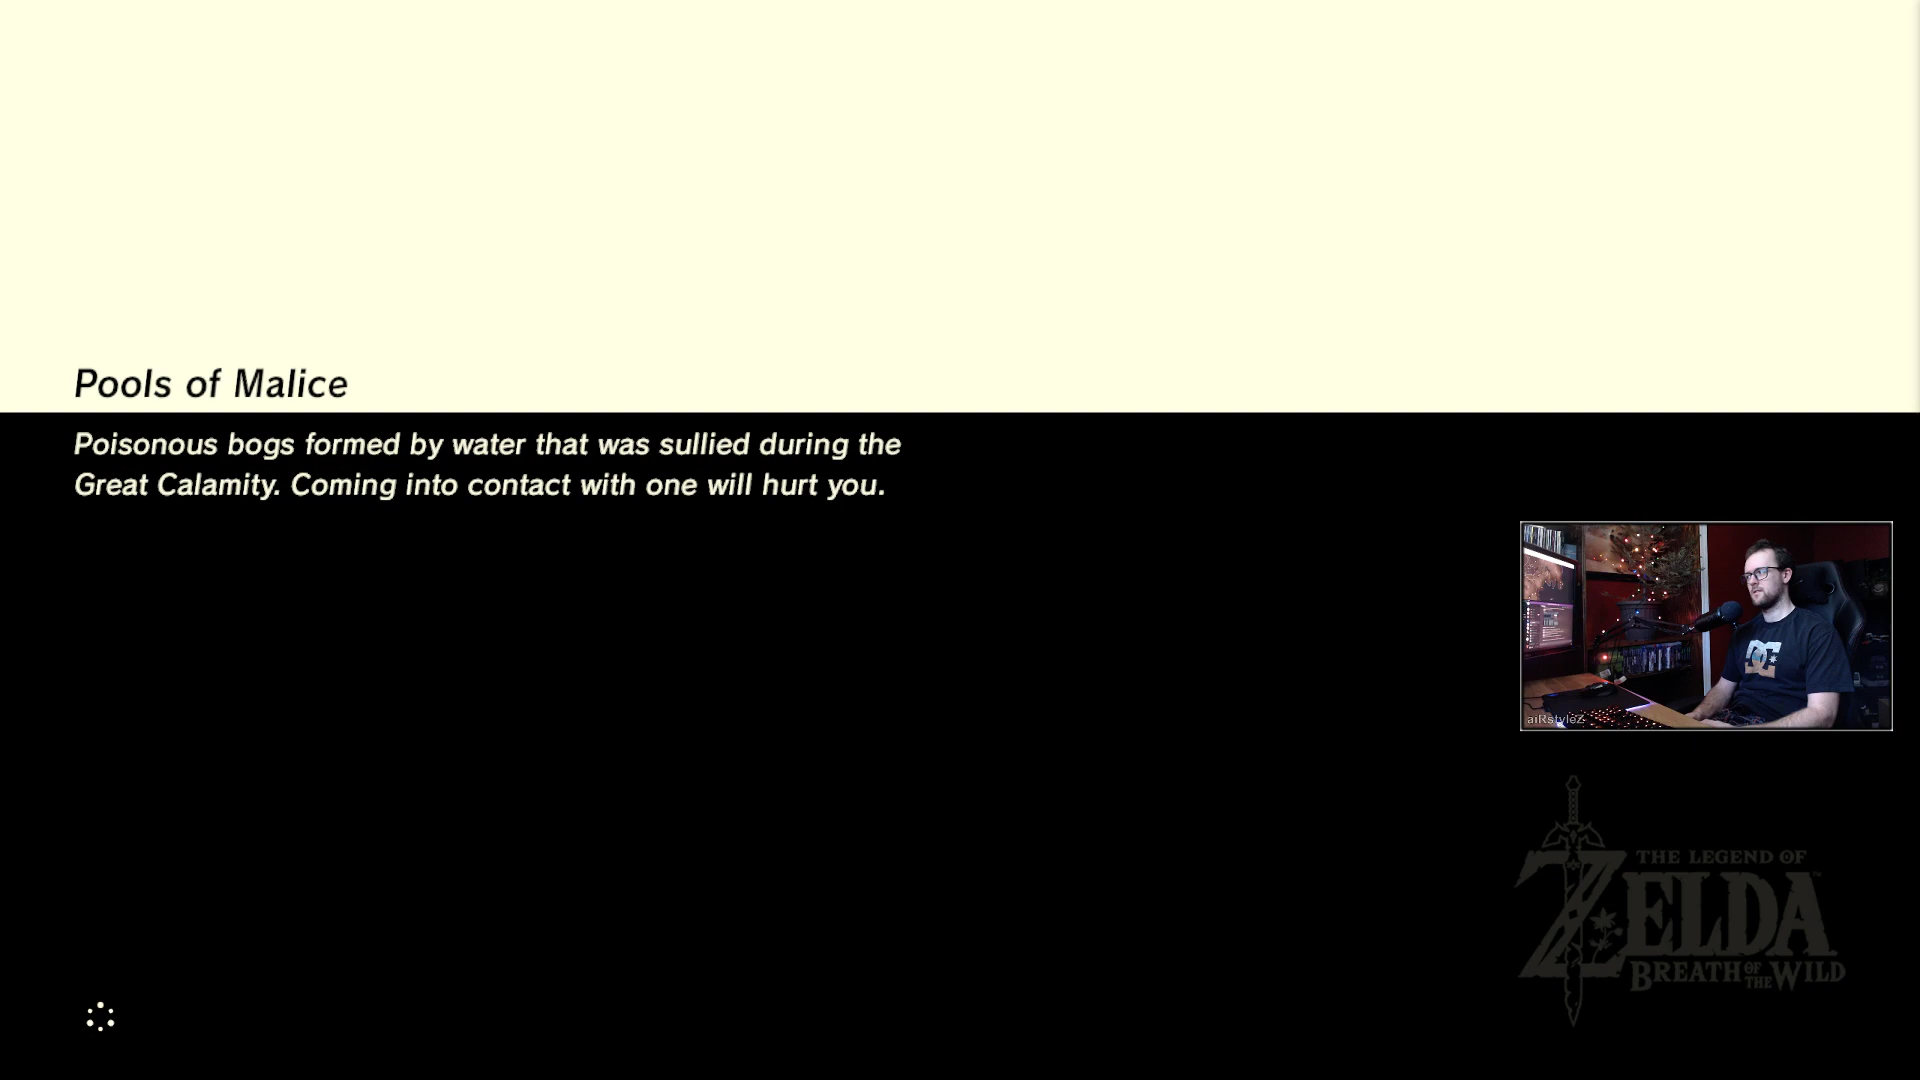 Pools of Malice
Poisonous bogs formed by water that was sullied during the
Great Calamity. Coming into contact with one will hurt you.
aiRstyleZ
THE LEGEND OF
ZELDA
BREATH OF THE WILD